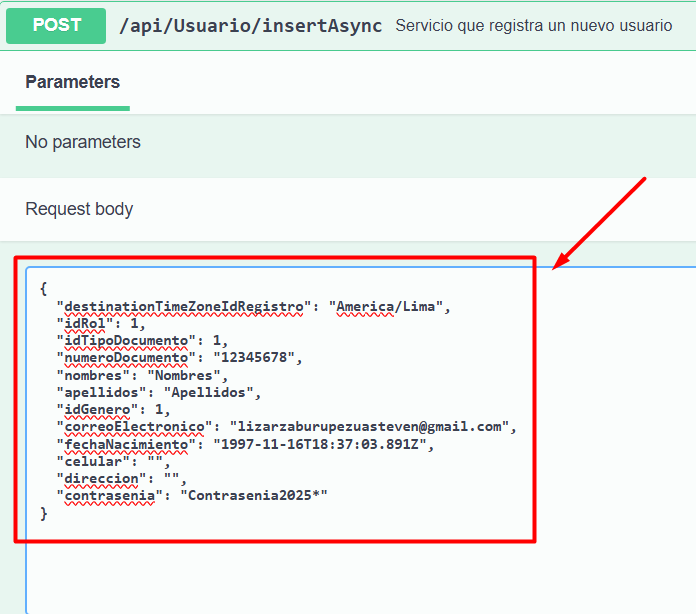 POST /api/Usuario/insertAsync Servicio que registra un nuevo usuario
Parameters
No parameters
Request body
{
"destinationTimeZoneIdRegistro": "America/Lima",
"idRol": 1,
"idTipoDocumento": 1,
"numeroDocumento": "12345678",
"nombres": "Nombres",
"apellidos": "Apellidos",
"idGenero": 1,
"correoElectronico": "lizarzaburupezuasteven@gmail.com",
"fechaNacimiento": "1997-11-16T18:37:03.891Z",
"celular": "",
"direccion": "",
"contrasenia": "Contrasenia2025*"
}